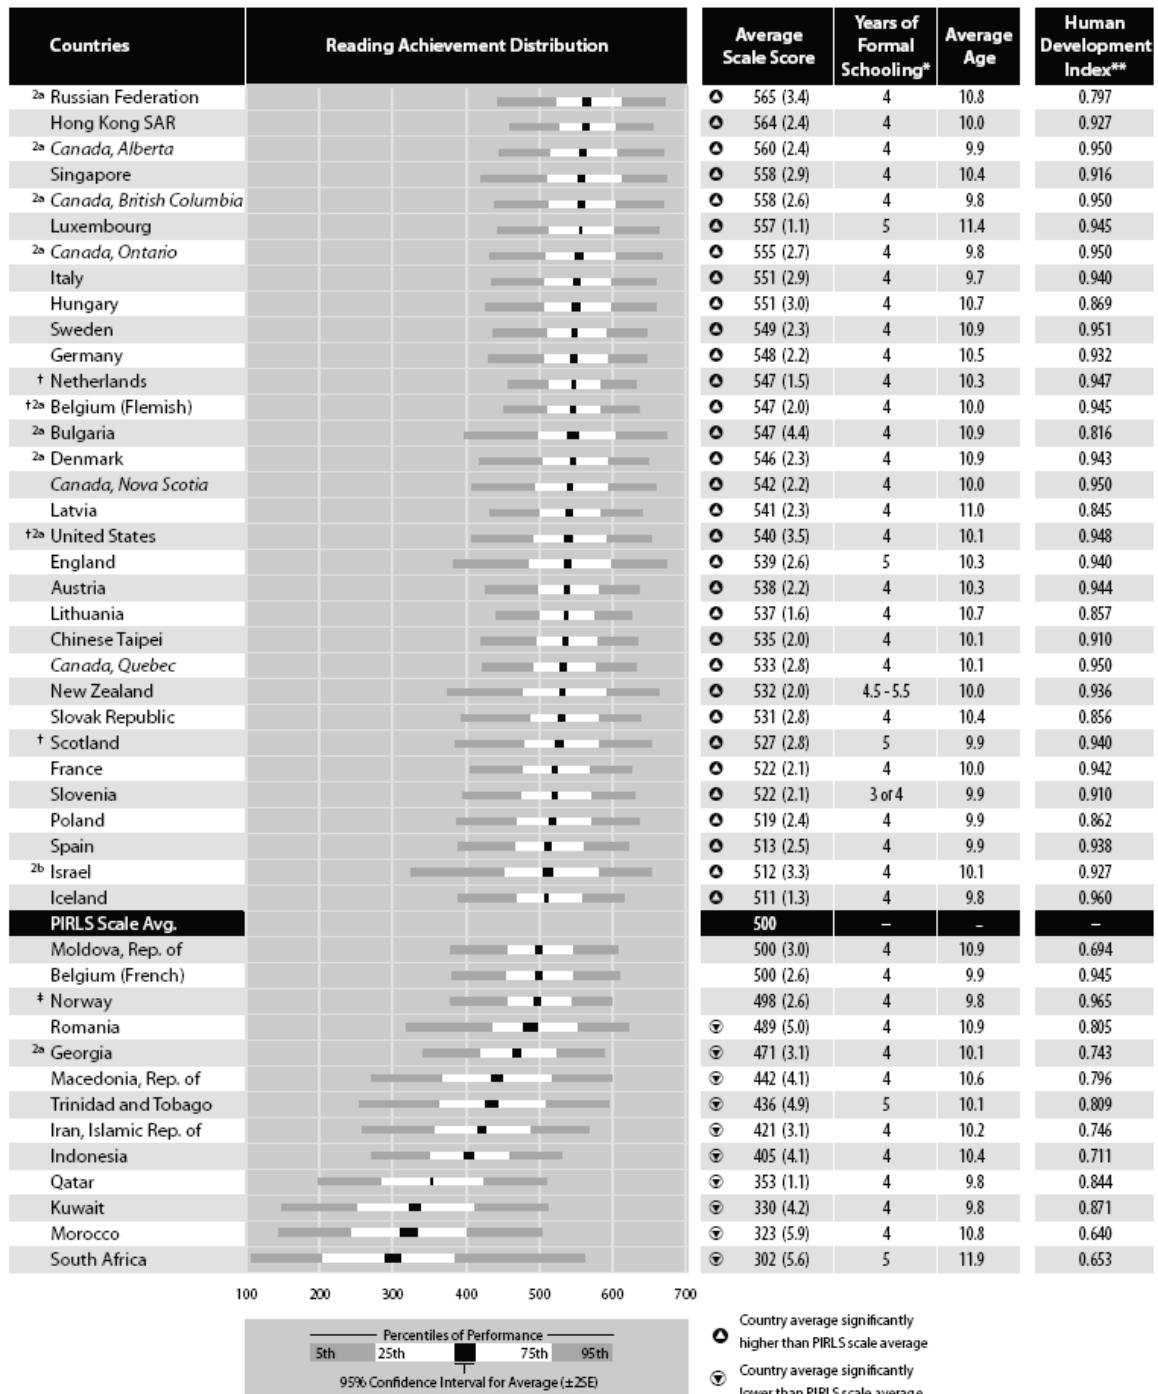 Countries Reading Achievement Distribution Average Scale Score Years of Formal Schooling* Average Age Human Development Index**
2a Russian Federation 565 (3.4) 4 10.8 0.797
Hong Kong SAR 564 (2.4) 4 10.0 0.927
2a Canada, Alberta 560 (2.4) 4 9.9 0.950
Singapore 558 (2.9) 4 10.4 0.916
2a Canada, British Columbia 558 (2.6) 4 9.8 0.950
Luxembourg 557 (1.1) 5 11.4 0.945
2a Canada, Ontario 555 (2.7) 4 9.8 0.950
Italy 551 (2.9) 4 9.7 0.940
Hungary 551 (3.0) 4 10.7 0.869
Sweden 549 (2.3) 4 10.9 0.951
Germany 548 (2.2) 4 10.5 0.932
† Netherlands 547 (1.5) 4 10.3 0.947
†2a Belgium (Flemish) 547 (2.0) 4 10.0 0.945
2a Bulgaria 547 (4.4) 4 10.9 0.816
2a Denmark 546 (2.3) 4 10.9 0.943
Canada, Nova Scotia 542 (2.2) 4 10.0 0.950
Latvia 541 (2.3) 4 11.0 0.845
†2a United States 540 (3.5) 4 10.1 0.948
England 539 (2.6) 5 10.3 0.940
Austria 538 (2.2) 4 10.3 0.944
Lithuania 537 (1.6) 4 10.7 0.857
Chinese Taipei 535 (2.0) 4 10.1 0.910
Canada, Quebec 533 (2.8) 4 10.1 0.950
New Zealand 532 (2.0) 4.5 - 5.5 10.0 0.936
Slovak Republic 531 (2.8) 4 10.4 0.856
† Scotland 527 (2.8) 5 9.9 0.940
France 522 (2.1) 4 10.0 0.942
Slovenia 522 (2.1) 3 or 4 9.9 0.910
Poland 519 (2.4) 4 9.9 0.862
Spain 513 (2.5) 4 9.9 0.938
2b Israel 512 (3.3) 4 10.1 0.927
Iceland 511 (1.3) 4 9.8 0.960
PIRLS Scale Avg. 500 – – –
Moldova, Rep. of 500 (3.0) 4 10.9 0.694
Belgium (French) 500 (2.6) 4 9.9 0.945
‡ Norway 498 (2.6) 4 9.8 0.965
Romania 489 (5.0) 4 10.9 0.805
2a Georgia 471 (3.1) 4 10.1 0.743
Macedonia, Rep. of 442 (4.1) 4 10.6 0.796
Trinidad and Tobago 436 (4.9) 5 10.1 0.809
Iran, Islamic Rep. of 421 (3.1) 4 10.2 0.746
Indonesia 405 (4.1) 4 10.4 0.711
Qatar 353 (1.1) 4 9.8 0.844
Kuwait 330 (4.2) 4 9.8 0.871
Morocco 323 (5.9) 4 10.8 0.640
South Africa 302 (5.6) 5 11.9 0.653
100 200 300 400 500 600 700
Percentiles of Performance
5th 25th 75th 95th
95% Confidence Interval for Average (±2SE)
Country average significantly
higher than PIRLS scale average
Country average significantly
lower than PIRLS scale average